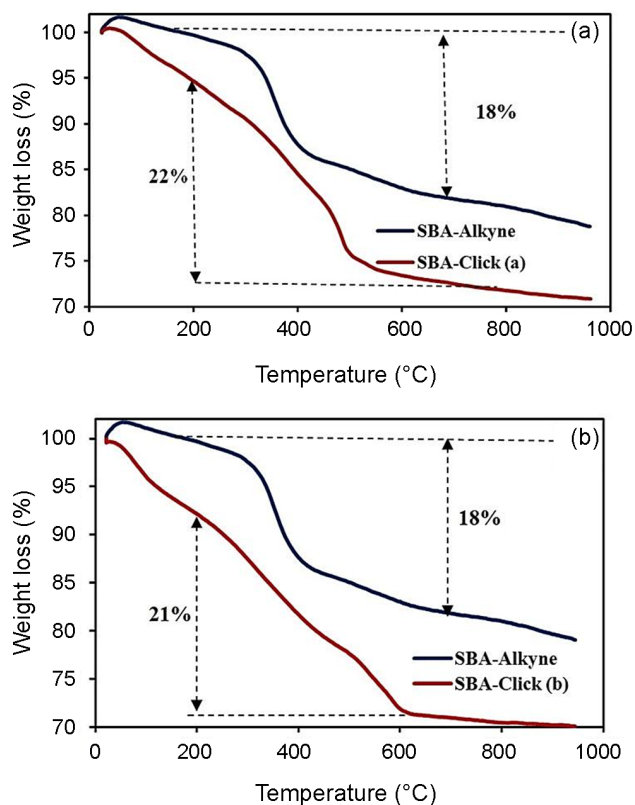 (a)
100
95
90
85
80
75
70
18%
22%
SBA-Alkyne
SBA-Click (a)
0 200 400 600 800 1000
Weight loss (%)
Temperature (°C)
(b)
100
95
90
85
80
75
70
18%
21%
SBA-Alkyne
SBA-Click (b)
0 200 400 600 800 1000
Weight loss (%)
Temperature (°C)